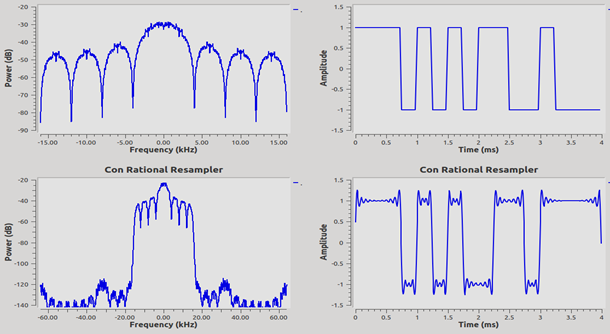 -20
-30
-40
-50
-60
-70
-80
-90
Power (dB)
-15.00 -10.00 -5.00 0.00 5.00 10.00 15.00
Frequency (kHz)
1.5
1
0.5
0
-0.5
-1
-1.5
Amplitude
0 0.5 1 1.5 2 2.5 3 3.5 4
Time (ms)
Con Rational Resampler
-20
-40
-60
-80
-100
-120
-140
Power (dB)
-60.00 -40.00 -20.00 0.00 20.00 40.00 60.00
Frequency (kHz)
Con Rational Resampler
1.5
1
0.5
0
-0.5
-1
-1.5
Amplitude
0 0.5 1 1.5 2 2.5 3 3.5 4
Time (ms)